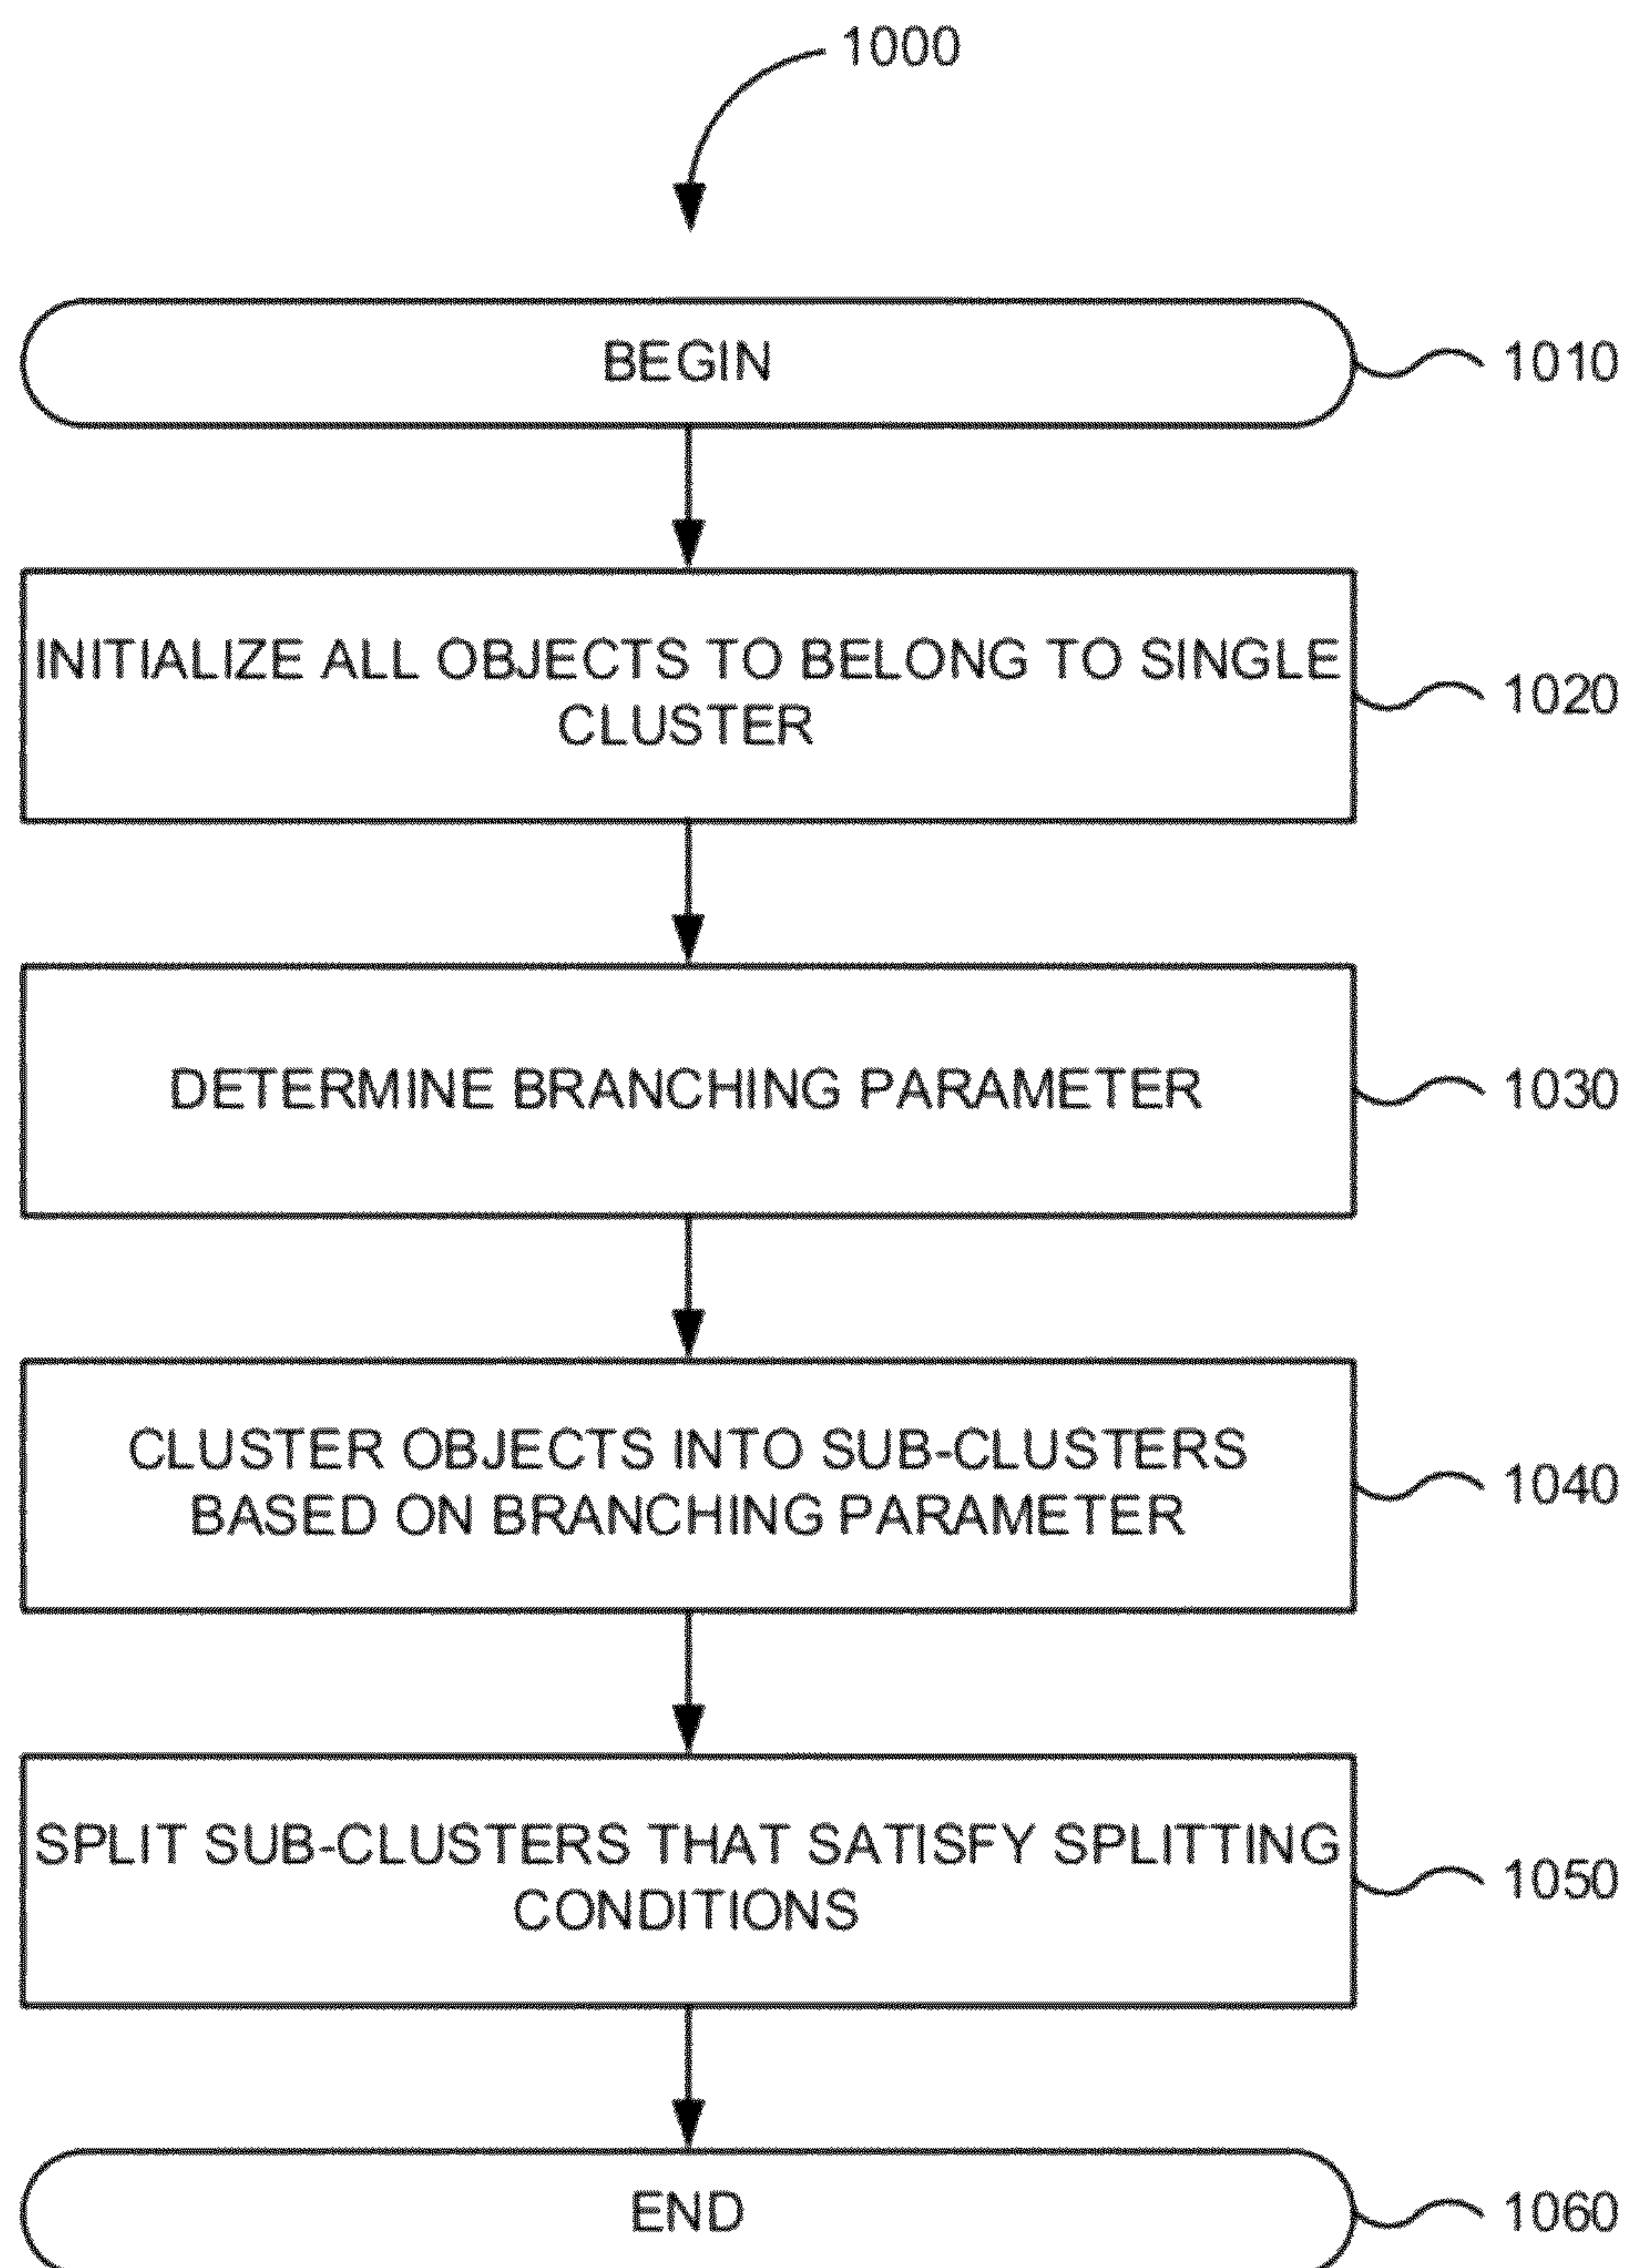 1000
BEGIN
1010
INITIALIZE ALL OBJECTS TO BELONG TO SINGLE
CLUSTER
1020
DETERMINE BRANCHING PARAMETER
1030
CLUSTER OBJECTS INTO SUB-CLUSTERS
BASED ON BRANCHING PARAMETER
1040
SPLIT SUB-CLUSTERS THAT SATISFY SPLITTING
CONDITIONS
1050
END
1060